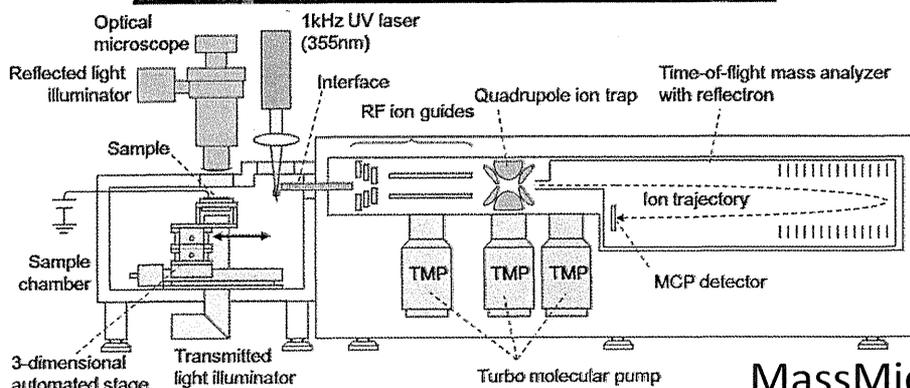 Optical
microscope
1kHz UV laser
(355nm)
Reflected light
illuminator
Interface
RF ion guides
Quadrupole ion trap
Time-of-flight mass analyzer
with reflectron
Sample
Ion trajectory
Sample
chamber
TMP
TMP
TMP
MCP detector
3-dimensional
automated stage
Transmitted
light illuminator
Turbo molecular pump
MassMic